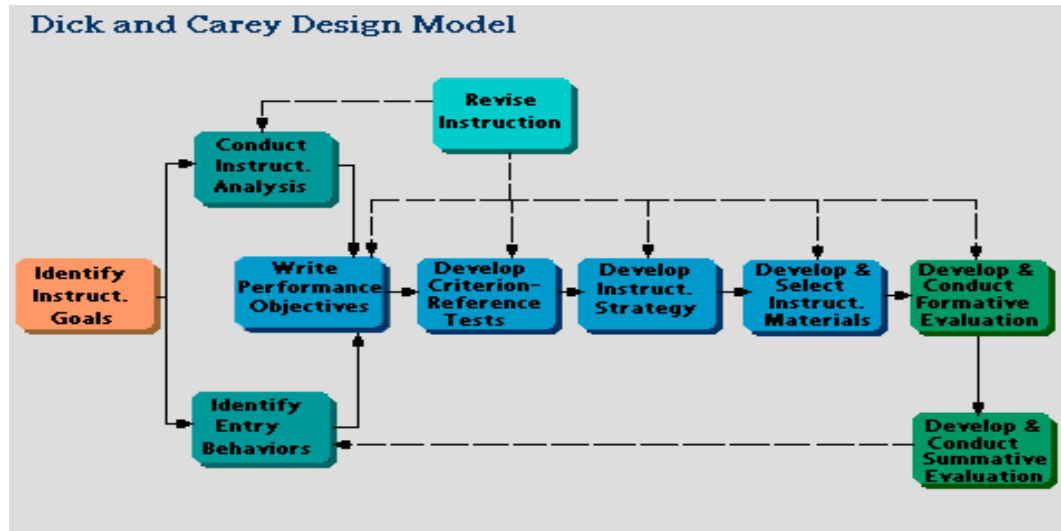 Dick and Carey Design Model
Revise
Instruction
Conduct
Instruct.
Analysis
Identify
Instruct.
Goals
Write
Performance
Objectives
Develop
Criterion-
Reference
Tests
Develop
Instruct.
Strategy
Develop &
Select
Instruct.
Materials
Develop &
Conduct
Formative
Evaluation
Identify
Entry
Behaviors
Develop &
Conduct
Summative
Evaluation